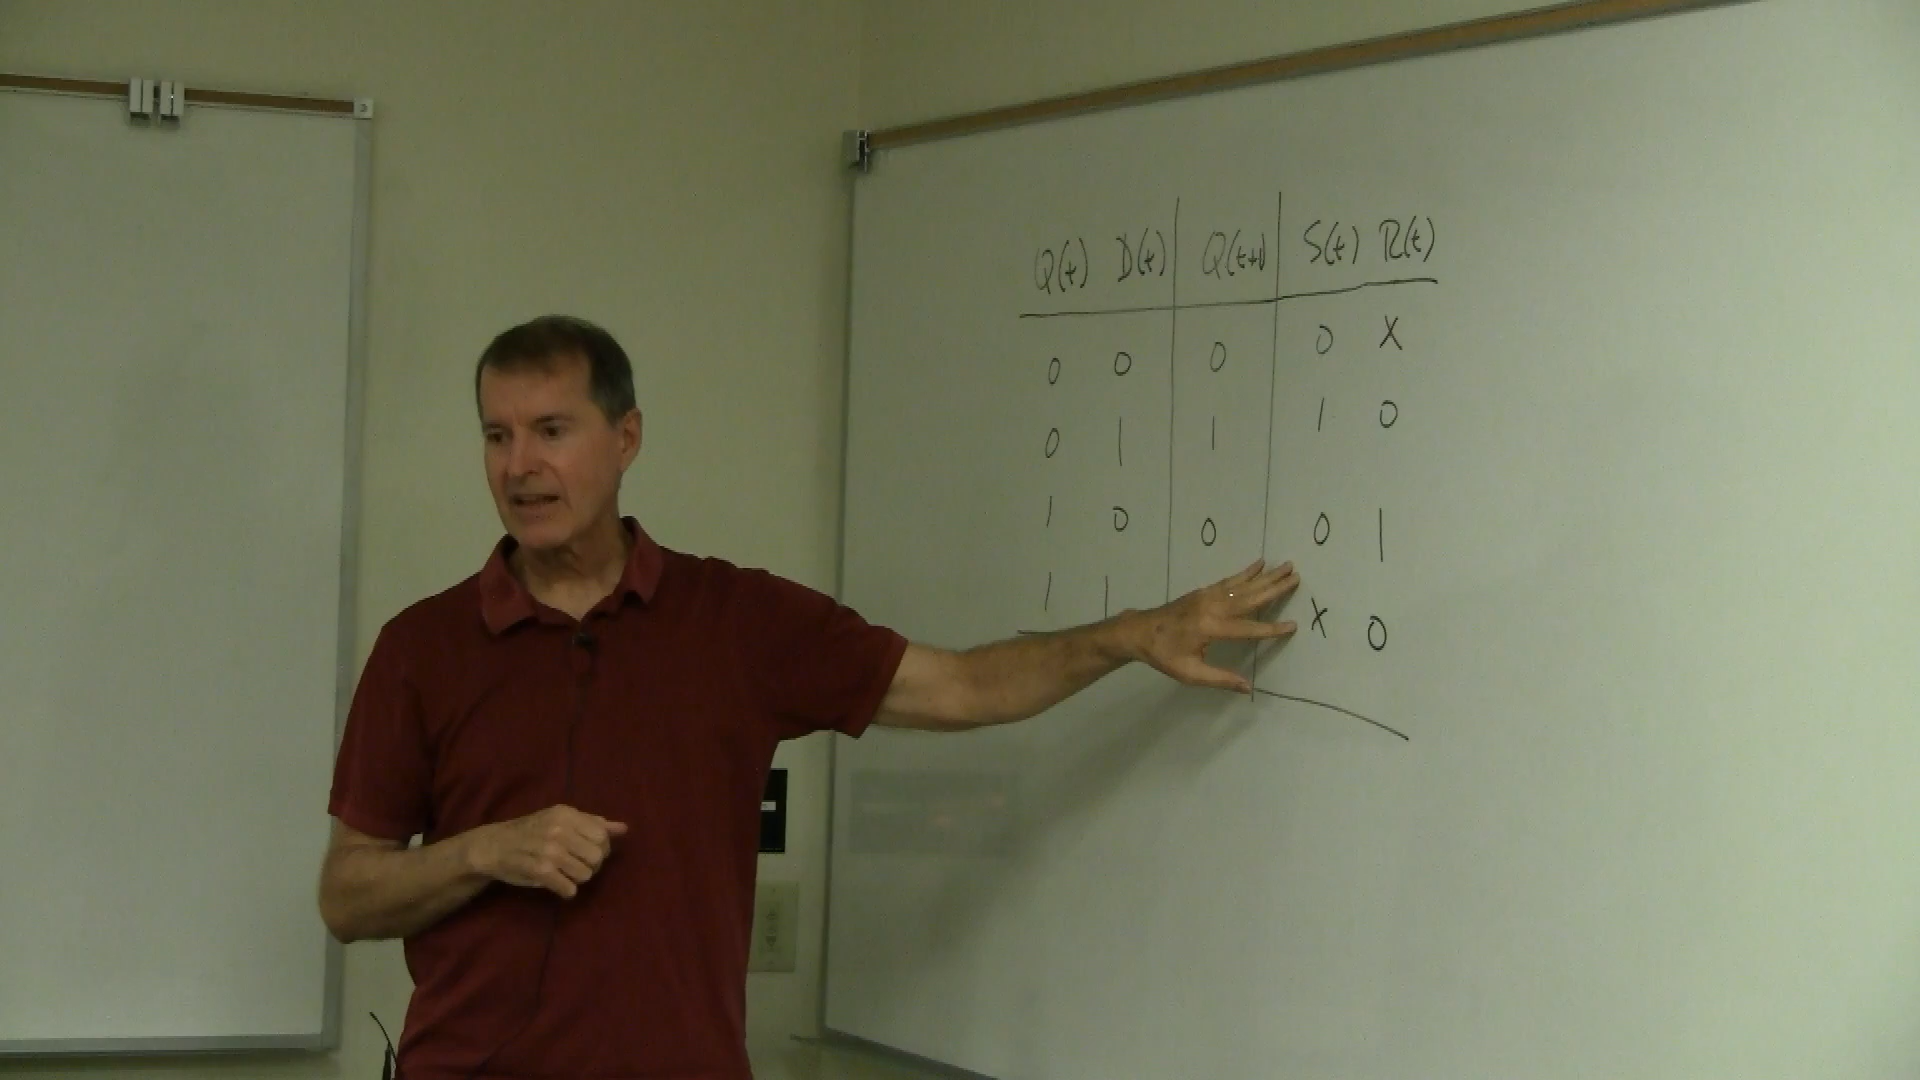 Q(t) D(t) Q(t+1) S(t) R(t)
0 0 0 0 X
0 1 1 1 0
1 0 0 0 1
1 1 X 0